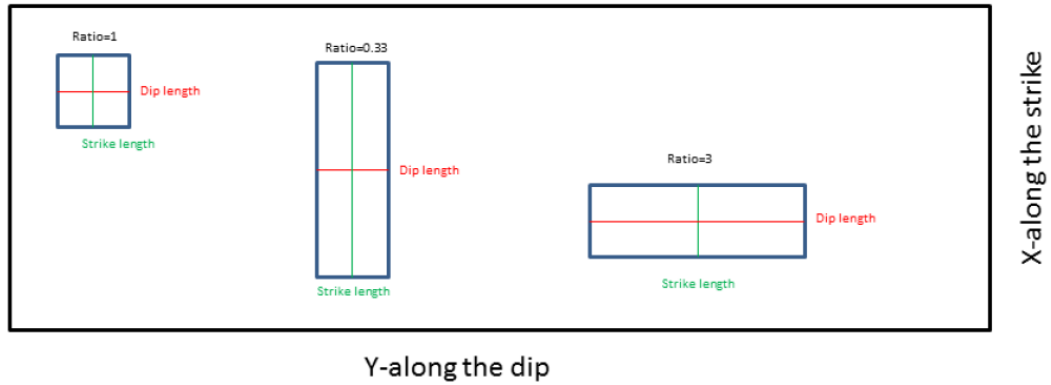 Ratio=1
Dip length
Strike length
Ratio=0.33
Dip length
Strike length
Ratio=3
Dip length
Strike length
X-along the strike
Y-along the dip